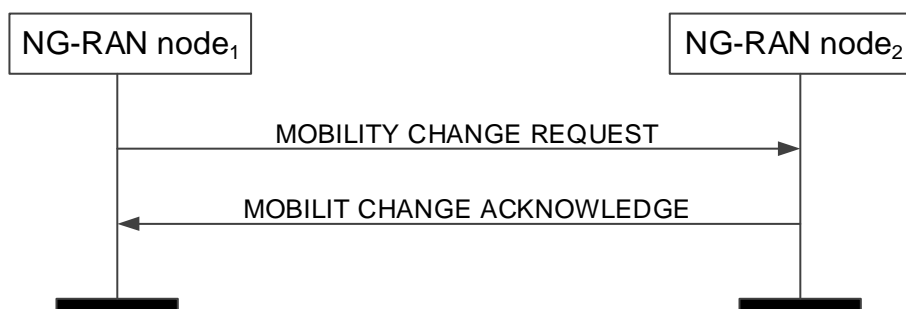 NG-RAN node₁
NG-RAN node₂
MOBILITY CHANGE REQUEST
MOBILIT CHANGE ACKNOWLEDGE